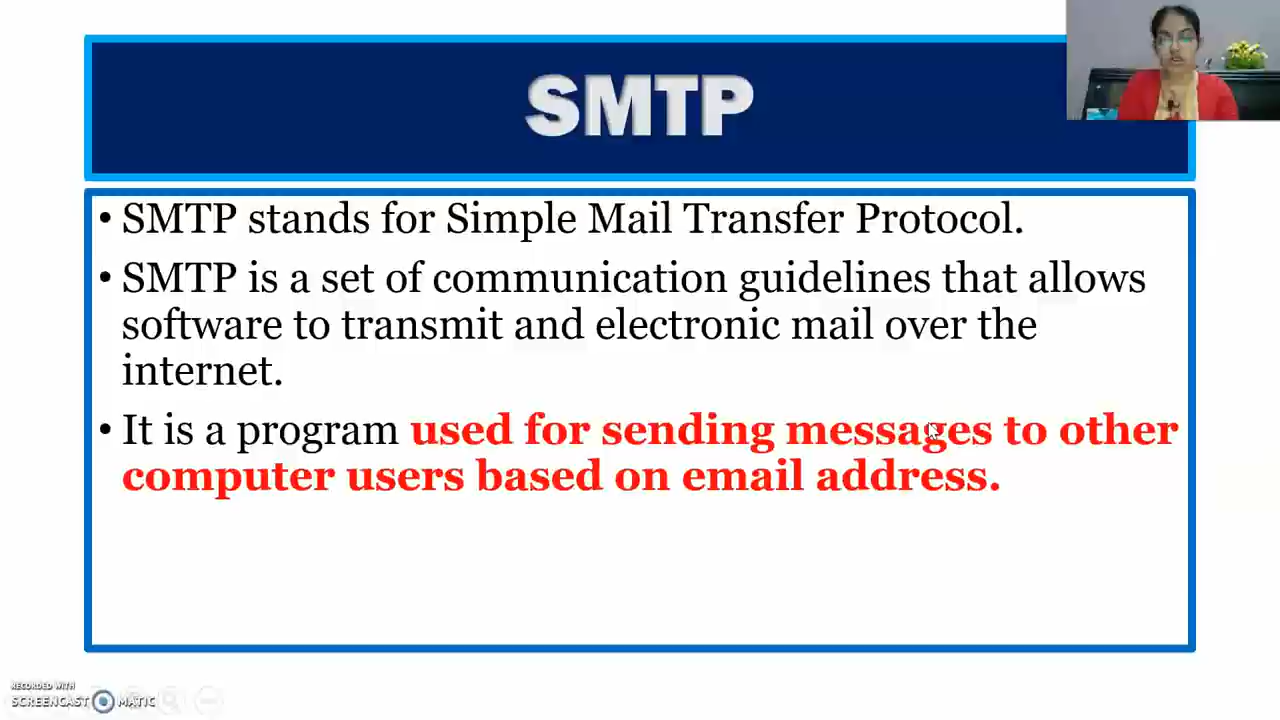 SMTP
• SMTP stands for Simple Mail Transfer Protocol.
• SMTP is a set of communication guidelines that allows
software to transmit and electronic mail over the
internet.
• It is a program used for sending messages to other
computer users based on email address.
RECORDED WITH
SCREENCAST MATIC